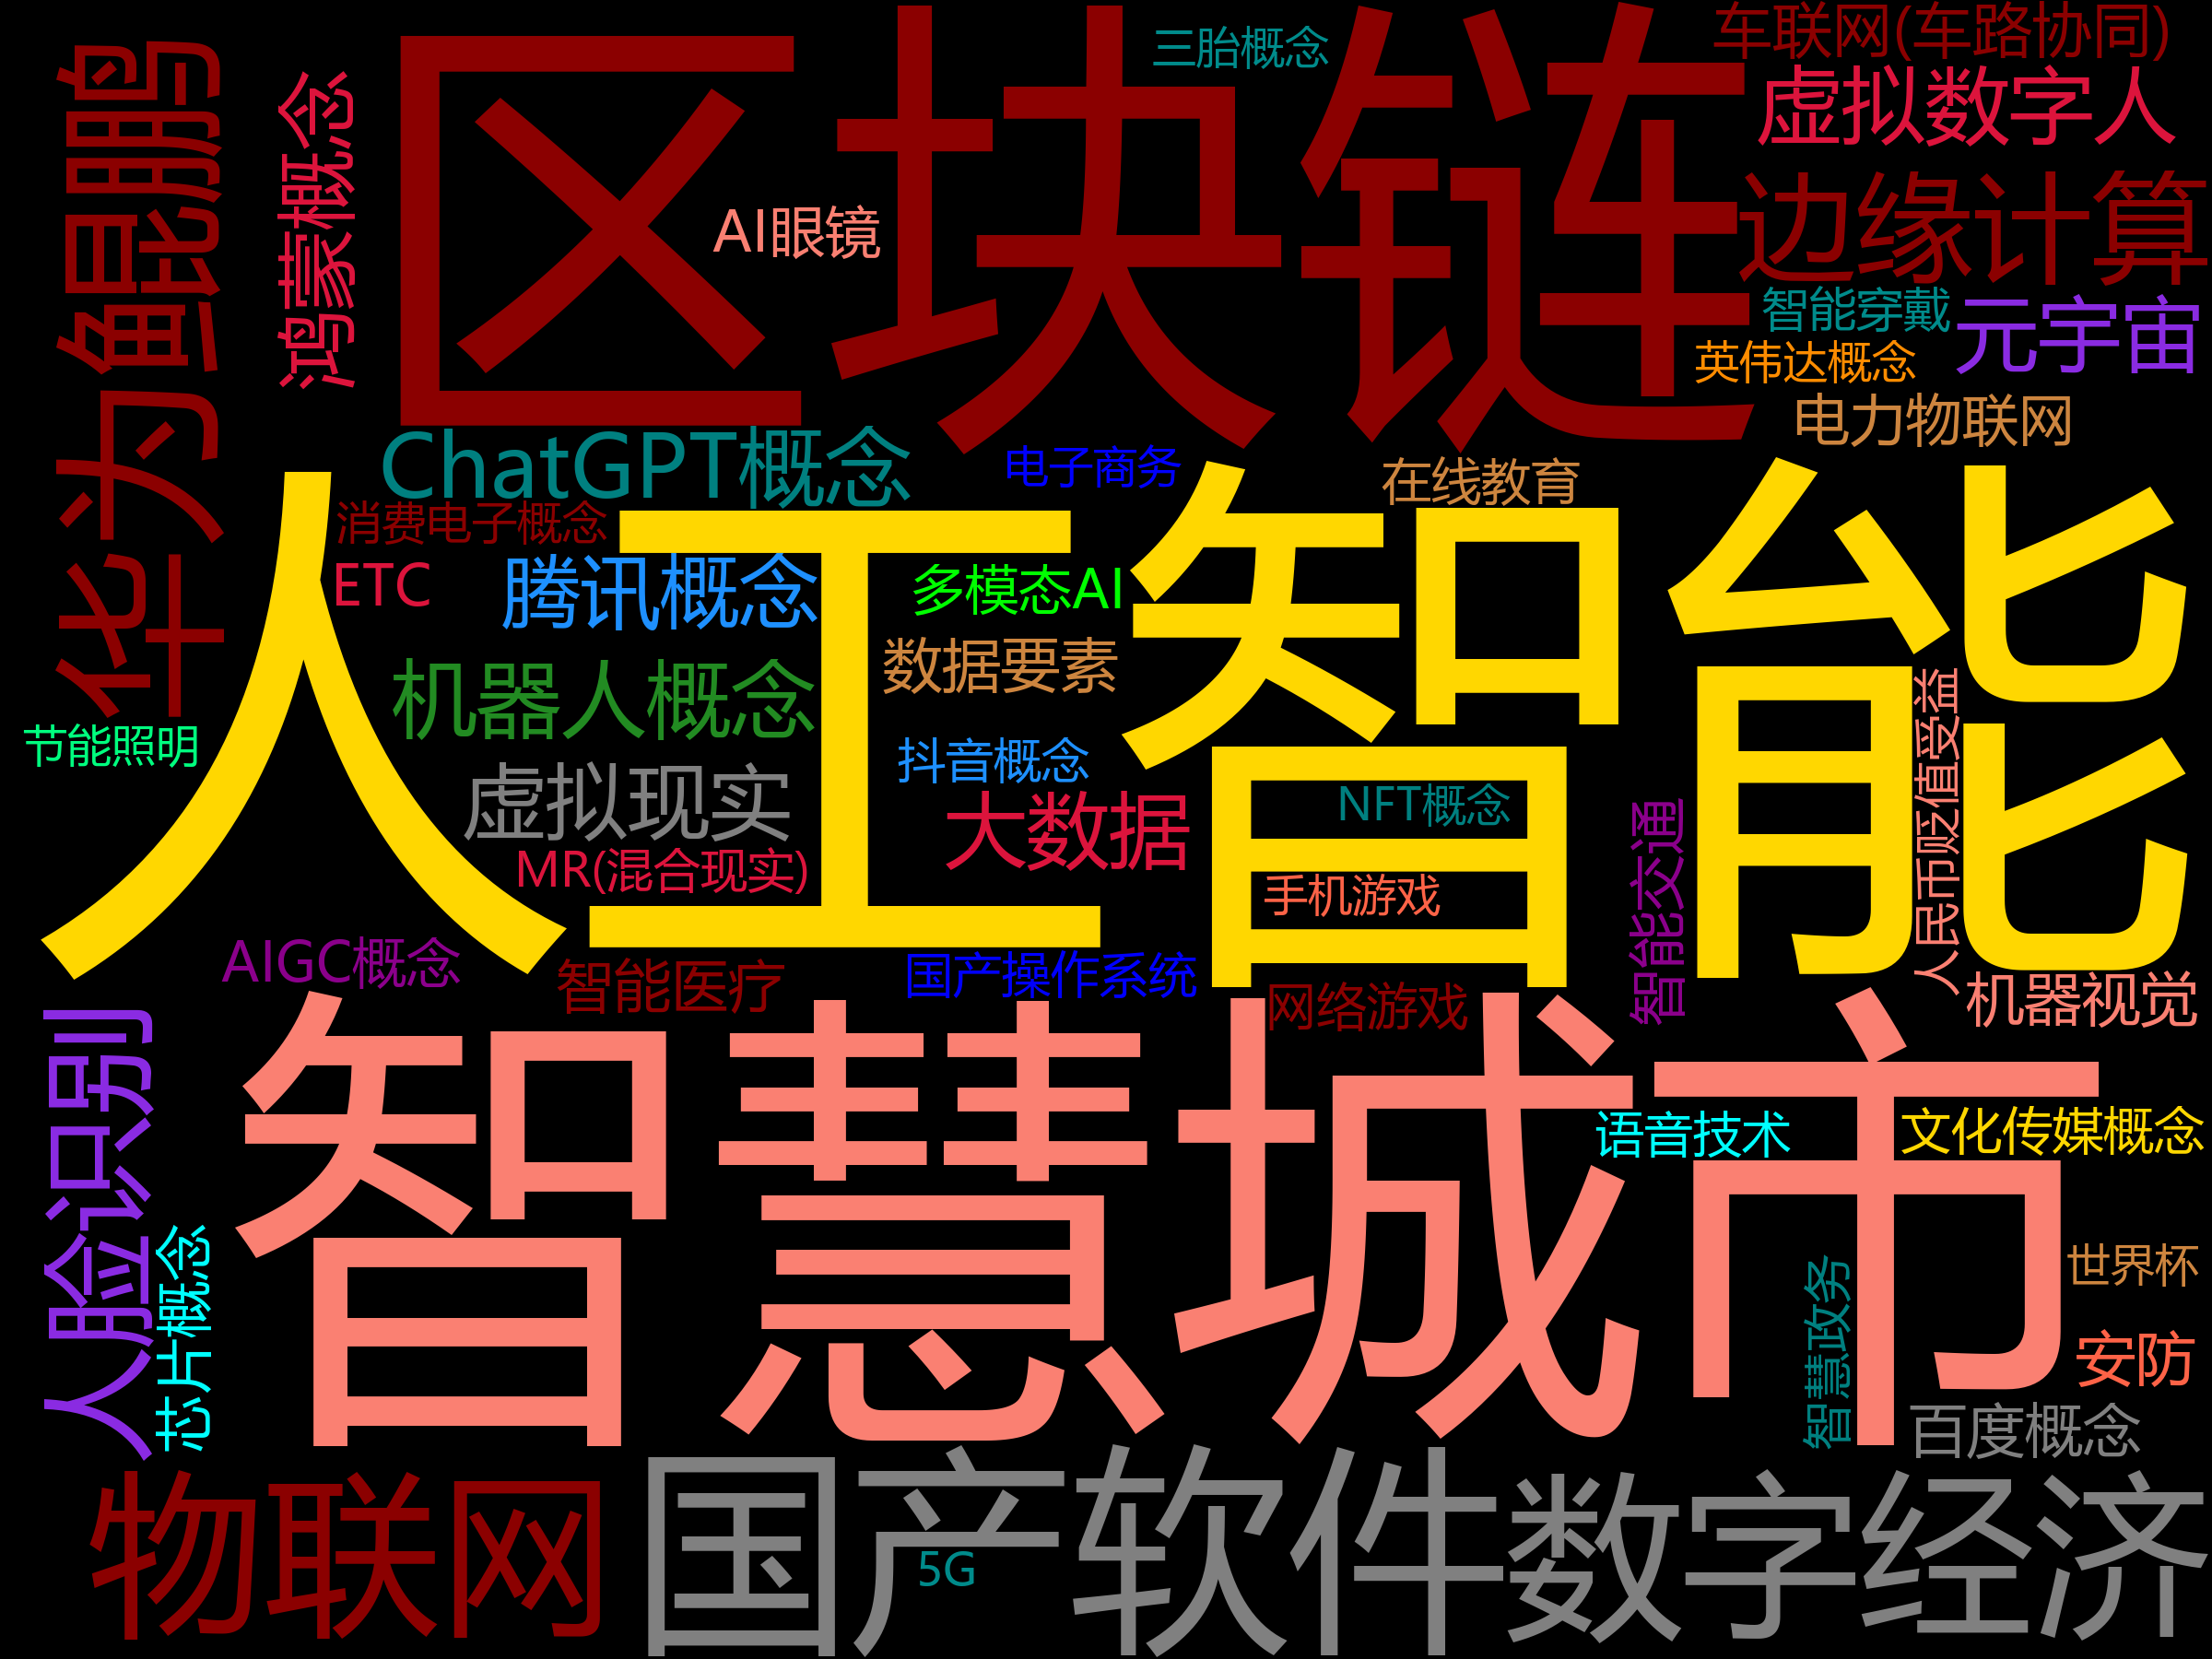 区块链
三胎概念
车联网(车路协同)
虚拟数字人
华为鲲鹏
鸿蒙概念
AI眼镜
边缘计算
智能穿戴
元宇宙
英伟达概念
电力物联网
ChatGPT概念
电子商务
在线教育
人工智能
消费电子概念
ETC
腾讯概念
多模态AI
数据要素
机器人概念
节能照明
抖音概念
虚拟现实
大数据
NFT概念
MR(混合现实)
手机游戏
智能交通
人民币贬值受益
AIGC概念
智能医疗
国产操作系统
网络游戏
机器视觉
智慧城市
人脸识别
语音技术
文化传媒概念
芯片概念
智慧政务
世界杯
安防
百度概念
物联网
国产软件
5G
数字经济